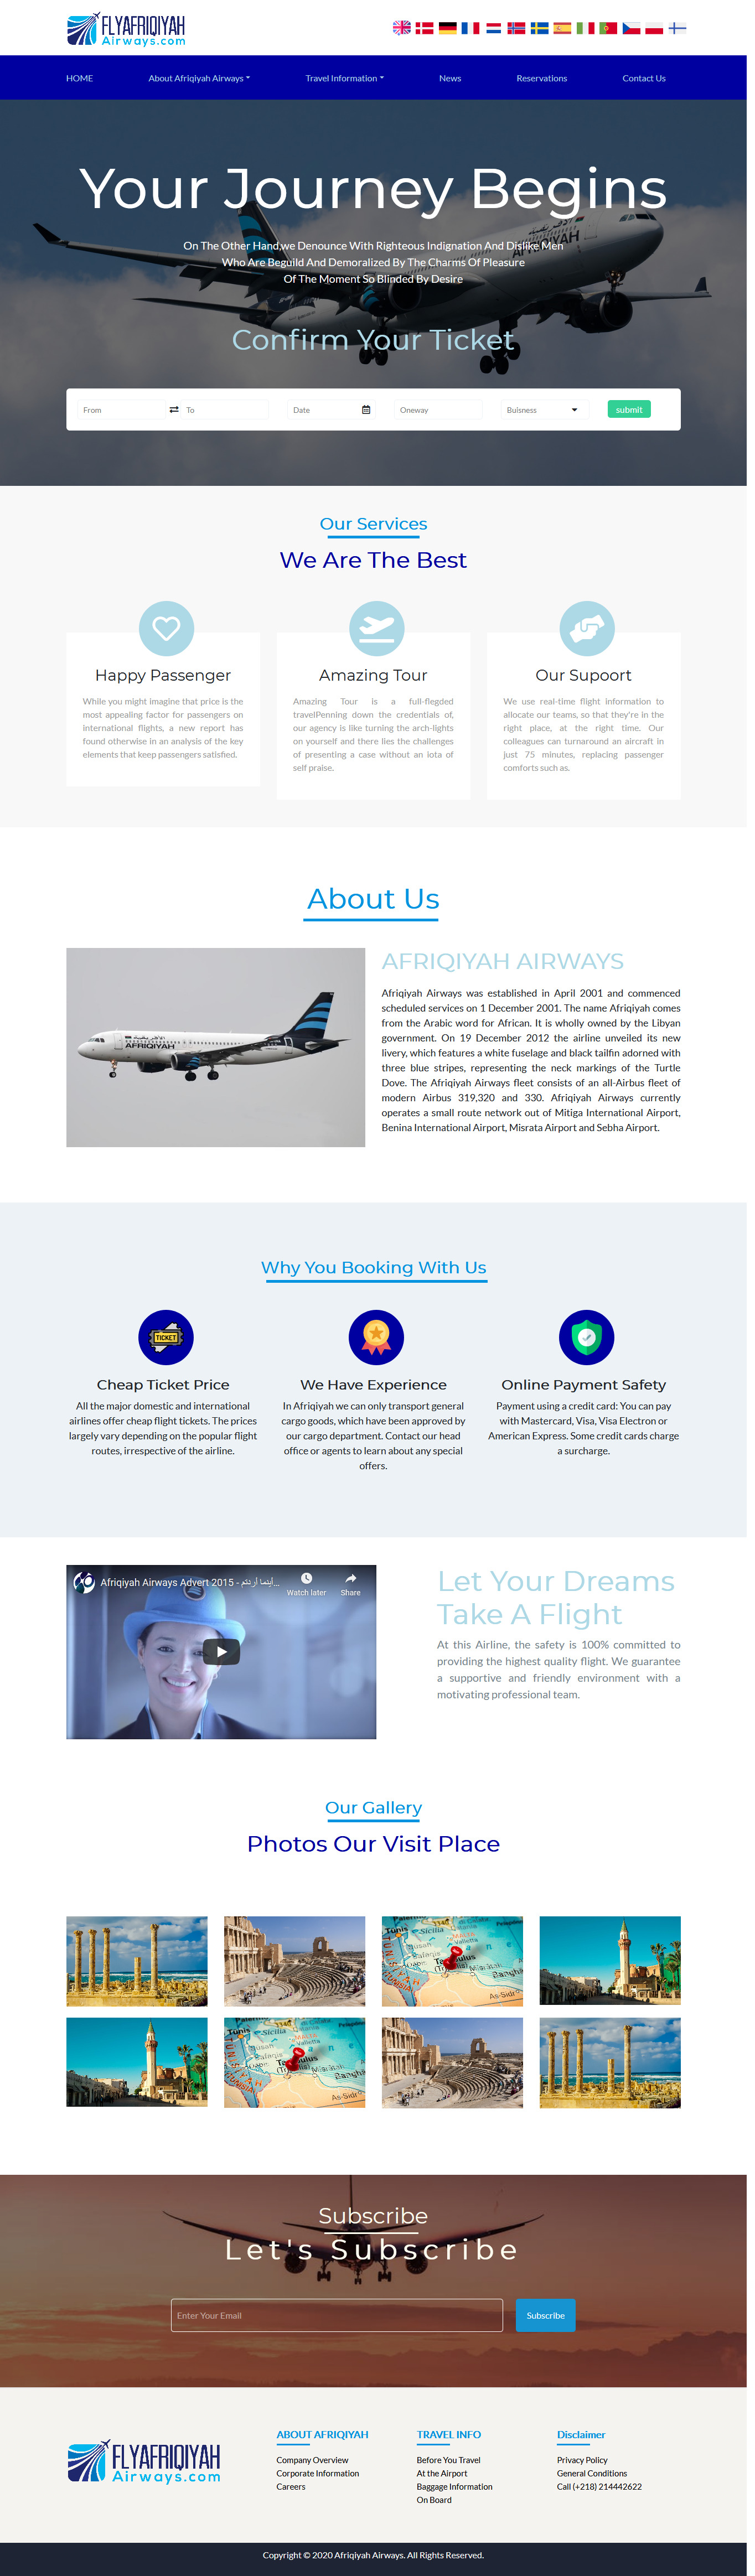 FLYAFRIQIYAH
Airways.com
HOME
About Afriqiyah Airways
Travel Information
News
Reservations
Contact Us
Your Journey Begins
On The Other Hand,we Denounce With Righteous Indignation And Dislike Men
Who Are Beguild And Demoralized By The Charms Of Pleasure
Of The Moment So Blinded By Desire
AFRIQIYAH
Confirm Your Ticket
From
To
Date
Oneway
Buisness
submit
Our Services
We Are The Best
Happy Passenger
While you might imagine that price is the
most appealing factor for passengers on
international flights, a new report has
found otherwise in an analysis of the key
elements that keep passengers satisfied.
Amazing Tour
Amazing Tour is a full-flegded
travelPenning down the credentials of,
our agency is like turning the arch-lights
on yourself and there lies the challenges
of presenting a case without an iota of
self praise.
Our Supoort
We use real-time flight information to
allocate our teams, so that they're in the
right place, at the right time. Our
colleagues can turnaround an aircraft in
just 75 minutes, replacing passenger
comforts such as.
About Us
الأفريقية
AFRIQIYAH
AFRIQIYAH AIRWAYS
Afriqiyah Airways was established in April 2001 and commenced
scheduled services on 1 December 2001. The name Afriqiyah comes
from the Arabic word for African. It is wholly owned by the Libyan
government. On 19 December 2012 the airline unveiled its new
livery, which features a white fuselage and black tailfin adorned with
three blue stripes, representing the neck markings of the Turtle
Dove. The Afriqiyah Airways fleet consists of an all-Airbus fleet of
modern Airbus 319,320 and 330. Afriqiyah Airways currently
operates a small route network out of Mitiga International Airport,
Benina International Airport, Misrata Airport and Sebha Airport.
Why You Booking With Us
TICKET
Cheap Ticket Price
All the major domestic and international
airlines offer cheap flight tickets. The prices
largely vary depending on the popular flight
routes, irrespective of the airline.
We Have Experience
In Afriqiyah we can only transport general
cargo goods, which have been approved by
our cargo department. Contact our head
office or agents to learn about any special
offers.
Online Payment Safety
Payment using a credit card: You can pay
with Mastercard, Visa, Visa Electron or
American Express. Some credit cards charge
a surcharge.
Afriqiyah Airways Advert 2015 - أينما أردتم...
Watch later
Share
Let Your Dreams
Take A Flight
At this Airline, the safety is 100% committed to
providing the highest quality flight. We guarantee
a supportive and friendly environment with a
motivating professional team.
Our Gallery
Photos Our Visit Place
Tunis
Sicilia
Valletta
As-Sidr
Tunis
Sicilia
Valletta
As-Sidr
Subscribe
Let's Subscribe
Enter Your Email
Subscribe
FLYAFRIQIYAH
Airways.com
ABOUT AFRIQIYAH
Company Overview
Corporate Information
Careers
TRAVEL INFO
Before You Travel
At the Airport
Baggage Information
On Board
Disclaimer
Privacy Policy
General Conditions
Call (+218) 214442622
Copyright © 2020 Afriqiyah Airways. All Rights Reserved.